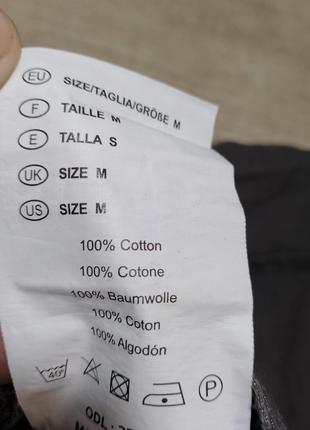 EU SIZE/TAGLIA/GRÖßE M
F TAILLE M
E TALLA S
UK SIZE M
US SIZE M
100% Cotton
100% Cotone
100% Baumwolle
100% Coton
100% Algodón
40° P
ODL :